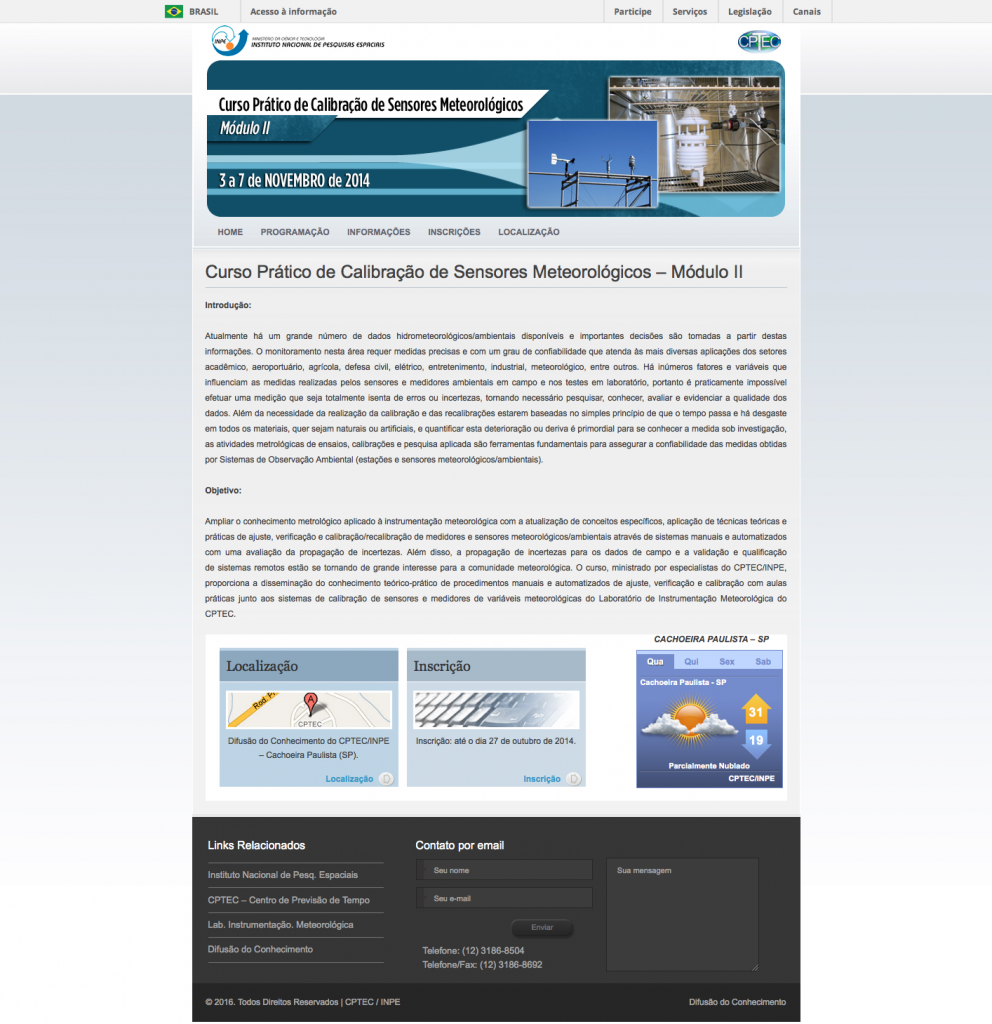 BRASIL
Acesso à informação
Participe
Serviços
Legislação
Canais
INPE
MINISTÉRIO DA CIÊNCIA E TECNOLOGIA
INSTITUTO NACIONAL DE PESQUISAS ESPACIAIS
CPTEC
Curso Prático de Calibração de Sensores Meteorológicos
Módulo II
3 a 7 de NOVEMBRO de 2014
HOME
PROGRAMAÇÃO
INFORMAÇÕES
INSCRIÇÕES
LOCALIZAÇÃO
Curso Prático de Calibração de Sensores Meteorológicos – Módulo II
Introdução:
Atualmente há um grande número de dados hidrometeorológicos/ambientais disponíveis e importantes decisões são tomadas a partir destas
informações. O monitoramento nesta área requer medidas precisas e com um grau de confiabilidade que atenda às mais diversas aplicações dos setores
acadêmico, aeroportuário, agrícola, defesa civil, elétrico, entretenimento, industrial, meteorológico, entre outros. Há inúmeros fatores e variáveis que
influenciam as medidas realizadas pelos sensores e medidores ambientais em campo e nos testes em laboratório, portanto é praticamente impossível
efetuar uma medição que seja totalmente isenta de erros ou incertezas, tornando necessário pesquisar, conhecer, avaliar e evidenciar a qualidade dos
dados. Além da necessidade da realização da calibração e das recalibrações estarem baseadas no simples princípio de que o tempo passa e há desgaste
em todos os materiais, quer sejam naturais ou artificiais, e quantificar esta deterioração ou deriva é primordial para se conhecer a medida sob investigação,
as atividades metrológicas de ensaios, calibrações e pesquisa aplicada são ferramentas fundamentais para assegurar a confiabilidade das medidas obtidas
por Sistemas de Observação Ambiental (estações e sensores meteorológicos/ambientais).
Objetivo:
Ampliar o conhecimento metrológico aplicado à instrumentação meteorológica com a atualização de conceitos específicos, aplicação de técnicas teóricas e
práticas de ajuste, verificação e calibração/recalibração de medidores e sensores meteorológicos/ambientais através de sistemas manuais e automatizados
com uma avaliação da propagação de incertezas. Além disso, a propagação de incertezas para os dados de campo e a validação e qualificação
de sistemas remotos estão se tornando de grande interesse para a comunidade meteorológica. O curso, ministrado por especialistas do CPTEC/INPE,
proporciona a disseminação do conhecimento teórico-prático de procedimentos manuais e automatizados de ajuste, verificação e calibração com aulas
práticas junto aos sistemas de calibração de sensores e medidores de variáveis meteorológicas do Laboratório de Instrumentação Meteorológica do
CPTEC.
Localização
Rod. Pr
A
CPTEC
Difusão do Conhecimento do CPTEC/INPE
– Cachoeira Paulista (SP).
Localização
Inscrição
Inscrição: até o dia 27 de outubro de 2014.
Inscrição
CACHOEIRA PAULISTA – SP
Qua
Qui
Sex
Sab
Cachoeira Paulista - SP
31
19
Parcialmente Nublado
CPTEC/INPE
Links Relacionados
Instituto Nacional de Pesq. Espaciais
CPTEC – Centro de Previsão de Tempo
Lab. Instrumentação. Meteorológica
Difusão do Conhecimento
Contato por email
Seu nome
Seu e-mail
Enviar
Sua mensagem
Telefone: (12) 3186-8504
Telefone/Fax: (12) 3186-8692
© 2016. Todos Direitos Reservados | CPTEC / INPE
Difusão do Conhecimento